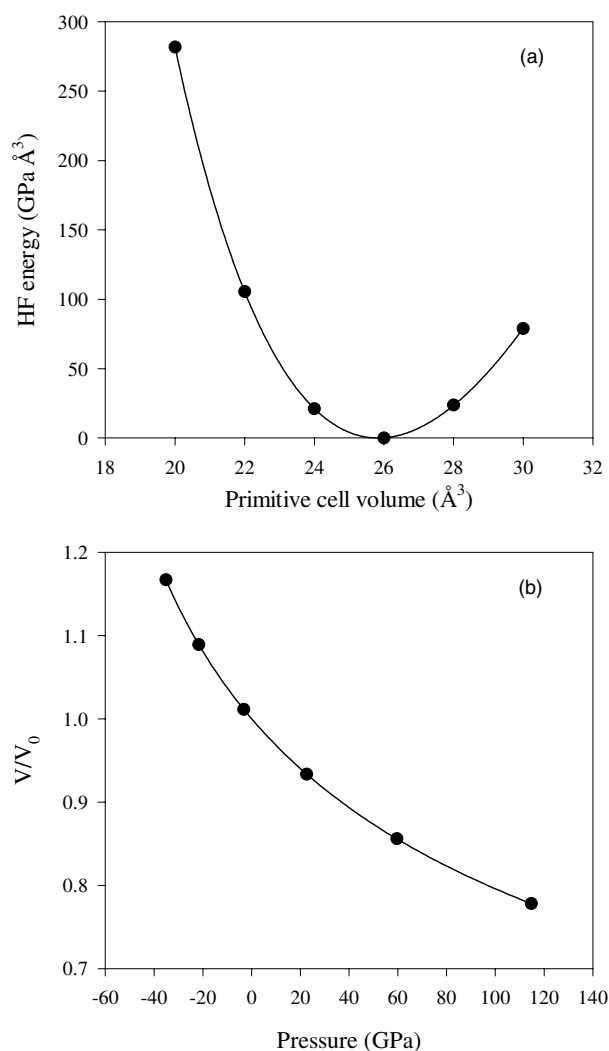 300
(a)
250
200
150
100
50
0
HF energy (GPa Å³)
18 20 22 24 26 28 30 32
Primitive cell volume (Å³)
1.2
(b)
1.1
1.0
0.9
0.8
0.7
V/V₀
-60 -40 -20 0 20 40 60 80 100 120 140
Pressure (GPa)